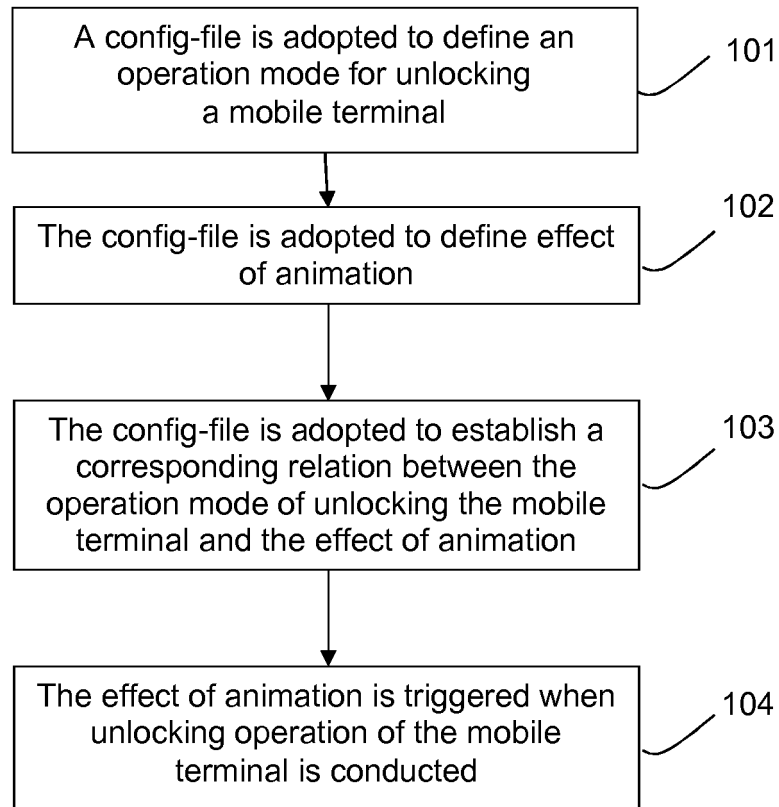 A config-file is adopted to define an
operation mode for unlocking
a mobile terminal
101
The config-file is adopted to define effect
of animation
102
The config-file is adopted to establish a
corresponding relation between the
operation mode of unlocking the mobile
terminal and the effect of animation
103
The effect of animation is triggered when
unlocking operation of the mobile
terminal is conducted
104